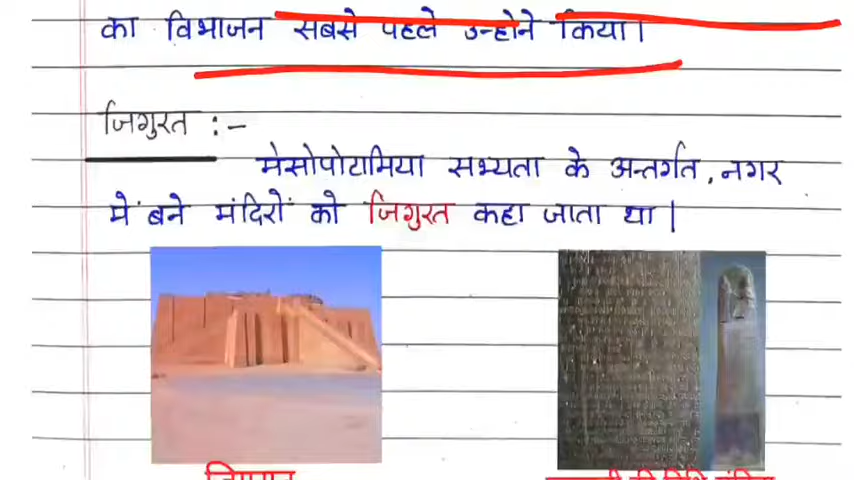 का विभाजन सबसे पहले उन्होने किया।
जिगुरत :-
मेसोपोटामिया सभ्यता के अन्तर्गत, नगर
में बने मंदिरों को जिगुरत कहा जाता था।